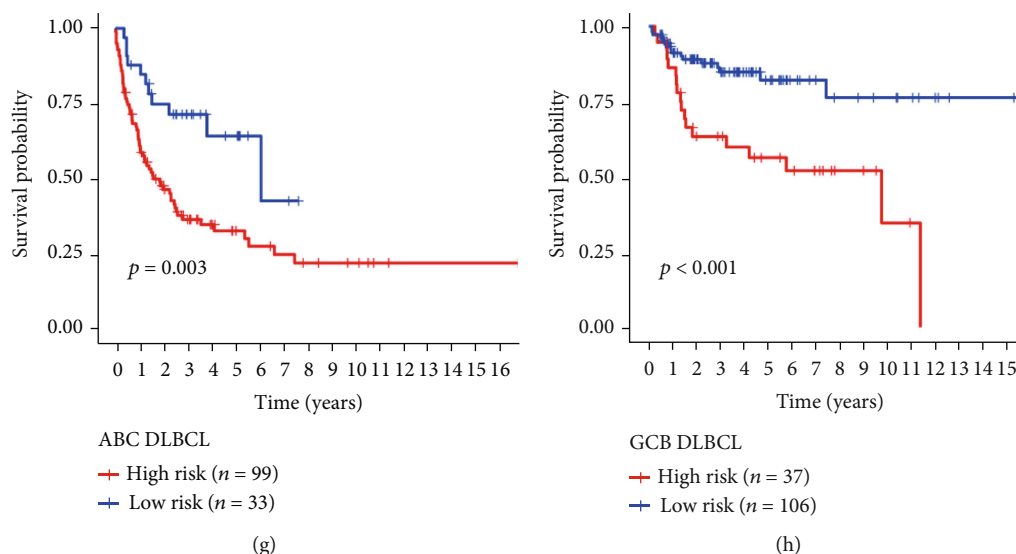 1.00
0.75
0.50
0.25
0.00
Survival probability
p = 0.003
0 1 2 3 4 5 6 7 8 9 10 11 12 13 14 15 16
Time (years)
ABC DLBCL
High risk (n = 99)
Low risk (n = 33)
(g)
1.00
0.75
0.50
0.25
0.00
Survival probability
p < 0.001
0 1 2 3 4 5 6 7 8 9 10 11 12 13 14 15
Time (years)
GCB DLBCL
High risk (n = 37)
Low risk (n = 106)
(h)